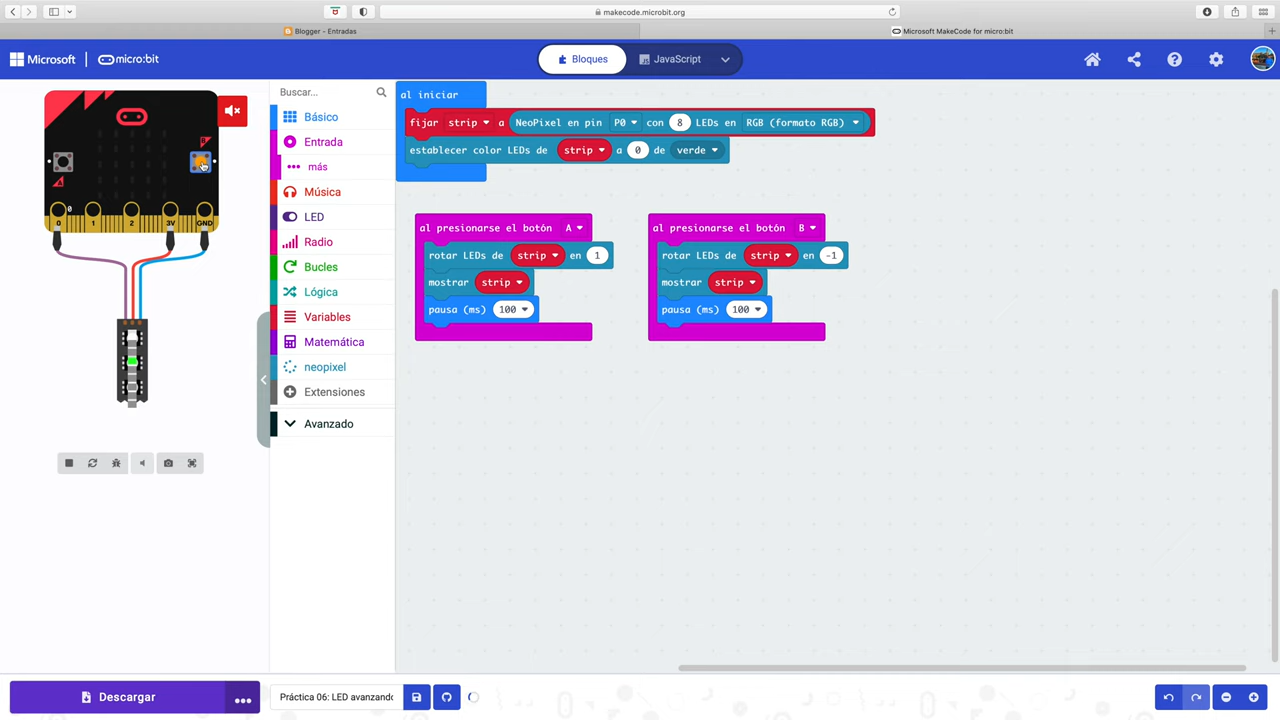 makecode.microbit.org
Blogger - Entradas
Microsoft MakeCode for micro:bit
Microsoft
micro:bit
Bloques
JavaScript
B
A
0
0 1 2 3V GND
Buscar...
Básico
Entrada
más
Música
LED
Radio
Bucles
Lógica
Variables
Matemática
neopixel
Extensiones
Avanzado
al iniciar
fijar strip a NeoPixel en pin P0 con 8 LEDs en RGB (formato RGB)
establecer color LEDs de strip a 0 de verde
al presionarse el botón A
rotar LEDs de strip en 1
mostrar strip
pausa (ms) 100
al presionarse el botón B
rotar LEDs de strip en -1
mostrar strip
pausa (ms) 100
Descargar
Práctica 06: LED avanzando